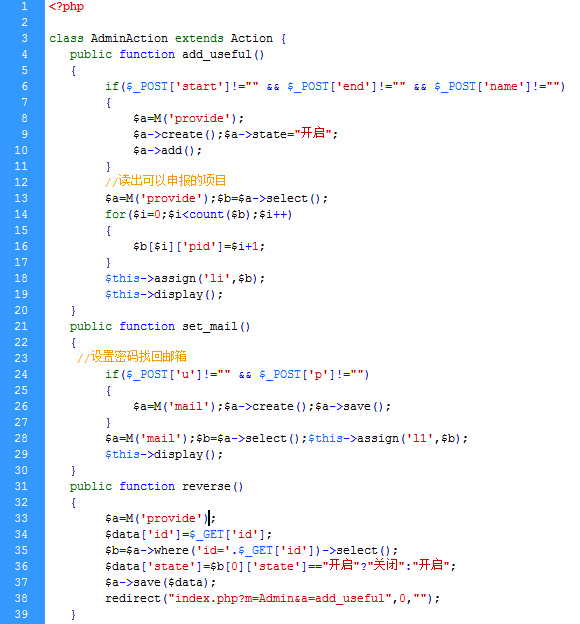 1 <?php
2
3 class AdminAction extends Action {
4 public function add_useful()
5 {
6 if($_POST['start']!="" && $_POST['end']!="" && $_POST['name']!="")
7 {
8 $a=M('provide');
9 $a->create();$a->state="开启";
10 $a->add();
11 }
12 //读出可以申报的项目
13 $a=M('provide');$b=$a->select();
14 for($i=0;$i<count($b);$i++)
15 {
16 $b[$i]['pid']=$i+1;
17 }
18 $this->assign('li',$b);
19 $this->display();
20 }
21 public function set_mail()
22 {
23 //设置密码找回邮箱
24 if($_POST['u']!="" && $_POST['p']!="")
25 {
26 $a=M('mail');$a->create();$a->save();
27 }
28 $a=M('mail');$b=$a->select();$this->assign('l1',$b);
29 $this->display();
30 }
31 public function reverse()
32 {
33 $a=M('provide');
34 $data['id']=$_GET['id'];
35 $b=$a->where('id='.$_GET['id'])->select();
36 $data['state']=$b[0]['state']=="开启"?"关闭":"开启";
37 $a->save($data);
38 redirect("index.php?m=Admin&a=add_useful",0,"");
39 }